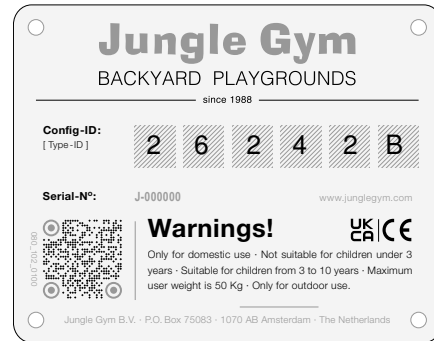 Jungle Gym
BACKYARD PLAYGROUNDS
since 1988
Config-ID:
[ Type-ID ]
2 6 2 4 2 B
Serial-Nº:
J-000000
www.junglegym.com
Warnings!
UK CA CE
Only for domestic use · Not suitable for children under 3
years · Suitable for children from 3 to 10 years · Maximum
user weight is 50 Kg · Only for outdoor use.
080_102_0100
Jungle Gym B.V. · P.O. Box 75083 · 1070 AB Amsterdam · The Netherlands